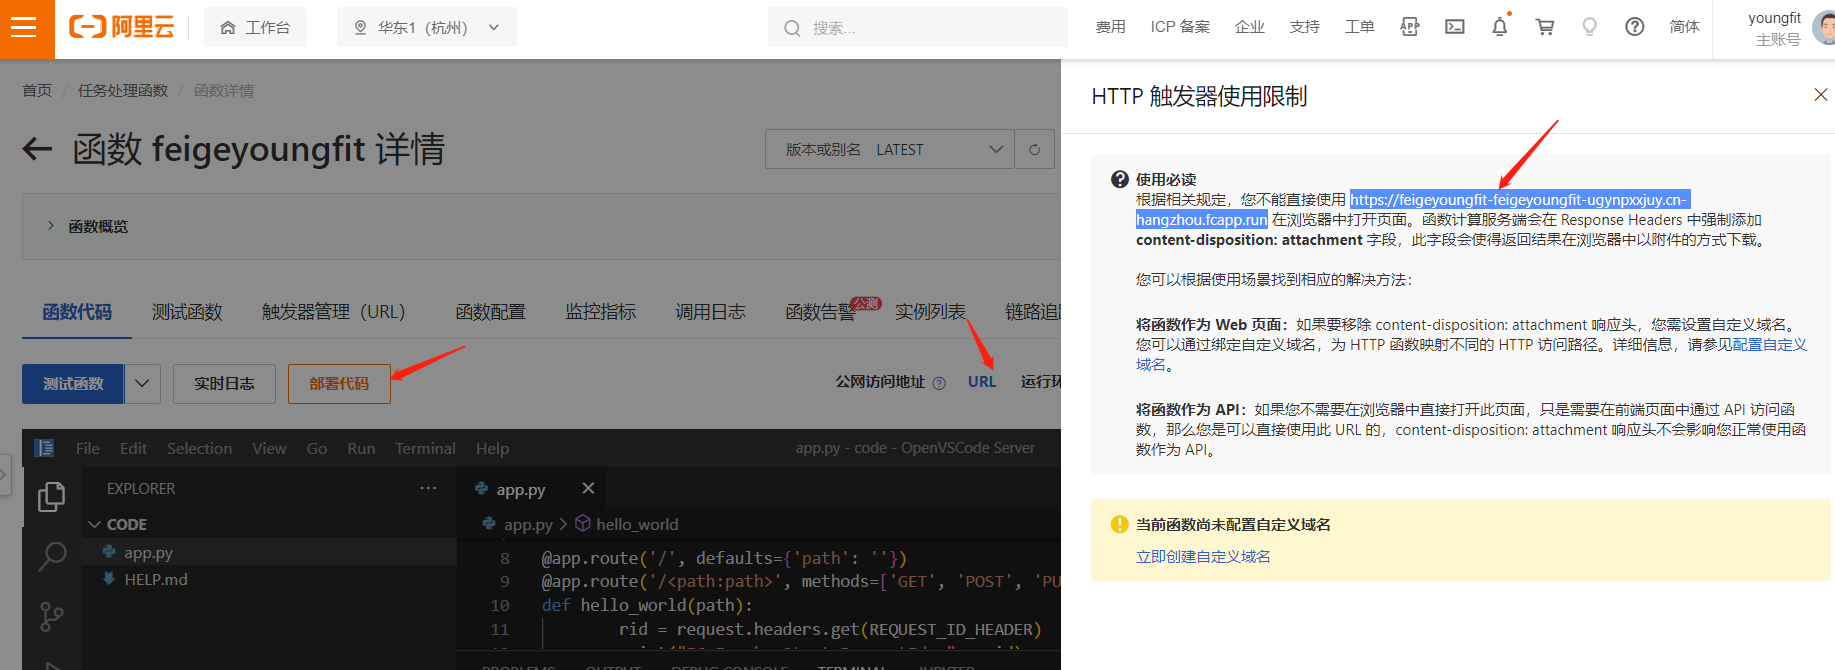 阿里云
工作台
华东1（杭州）
搜索...
费用 ICP 备案 企业 支持 工单 简体
youngfit
主账号
首页 / 任务处理函数 / 函数详情
函数 feigeyoungfit 详情
版本或别名 LATEST
函数概览
函数代码 测试函数 触发器管理（URL） 函数配置 监控指标 调用日志 函数告警 公测 实例列表 链路追
测试函数 实时日志 部署代码
公网访问地址 URL 运行环
File Edit Selection View Go Run Terminal Help
app.py - code - OpenVSCode Server
EXPLORER
CODE
app.py
HELP.md
app.py
app.py > hello_world
8 @app.route('/', defaults={'path': ''})
9 @app.route('/<path:path>', methods=['GET', 'POST', 'PU
10 def hello_world(path):
11 rid = request.headers.get(REQUEST_ID_HEADER)
PROBLEMS OUTPUT DEBUG CONSOLE TERMINAL JUPYTER
HTTP 触发器使用限制
使用必读
根据相关规定，您不能直接使用 https://feigeyoungfit-feigeyoungfit-ugynpxxjuy.cn-
hangzhou.fcapp.run 在浏览器中打开页面。函数计算服务端会在 Response Headers 中强制添加
content-disposition: attachment 字段，此字段会使得返回结果在浏览器中以附件的方式下载。
您可以根据使用场景找到相应的解决方法：
将函数作为 Web 页面：如果要移除 content-disposition: attachment 响应头，您需设置自定义域名。
您可以通过绑定自定义域名，为 HTTP 函数映射不同的 HTTP 访问路径。详细信息，请参见配置自定义
域名。
将函数作为 API：如果您不需要在浏览器中直接打开此页面，只是需要在前端页面中通过 API 访问函
数，那么您是可以直接使用此 URL 的，content-disposition: attachment 响应头不会影响您正常使用函
数作为 API。
当前函数尚未配置自定义域名
立即创建自定义域名